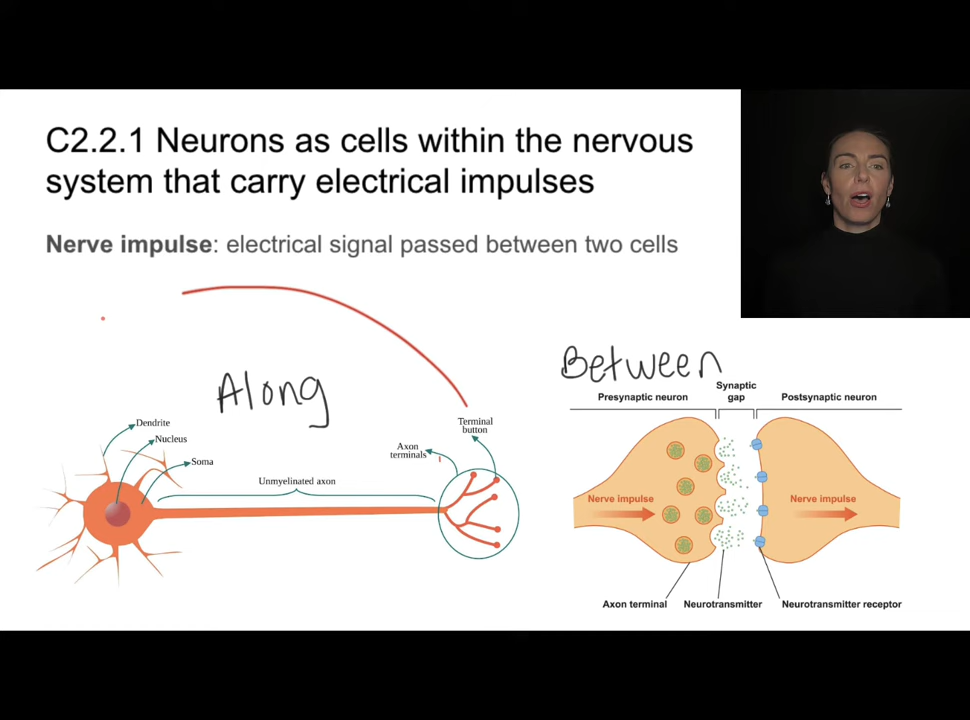 C2.2.1 Neurons as cells within the nervous
system that carry electrical impulses
Nerve impulse: electrical signal passed between two cells
Along
Dendrite
Nucleus
Soma
Unmyelinated axon
Axon
terminals
Terminal
button
Between
Presynaptic neuron
Synaptic
gap
Postsynaptic neuron
Nerve impulse
Nerve impulse
Axon terminal
Neurotransmitter
Neurotransmitter receptor